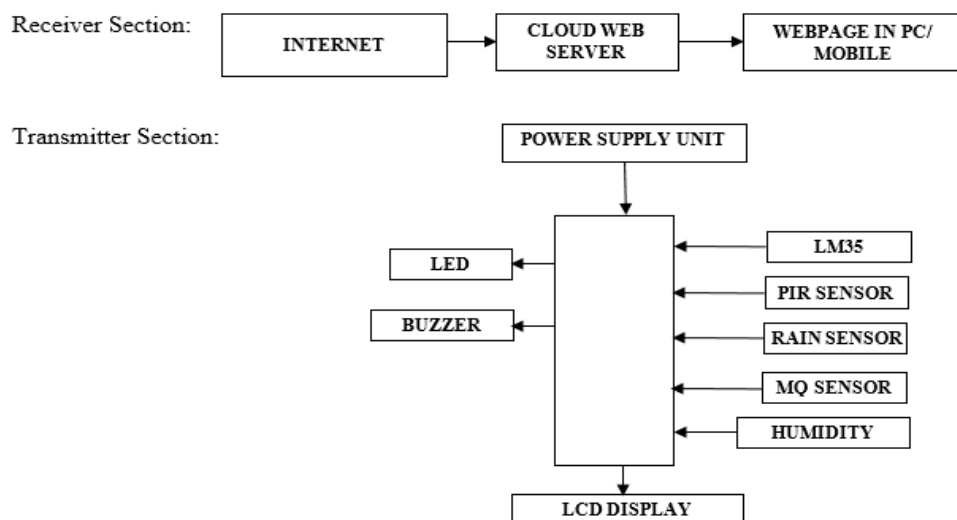 Receiver Section:
INTERNET
CLOUD WEB
SERVER
WEBPAGE IN PC/
MOBILE
Transmitter Section:
POWER SUPPLY UNIT
LED
BUZZER
LM35
PIR SENSOR
RAIN SENSOR
MQ SENSOR
HUMIDITY
LCD DISPLAY